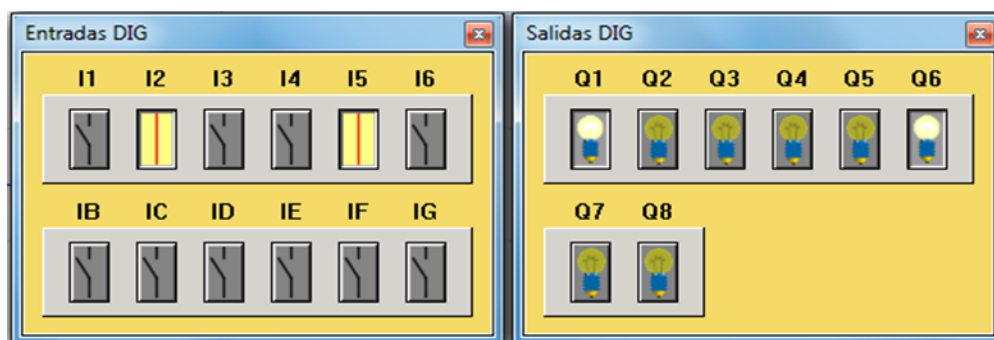 Entradas DIG
I1 I2 I3 I4 I5 I6
IB IC ID IE IF IG
Salidas DIG
Q1 Q2 Q3 Q4 Q5 Q6
Q7 Q8